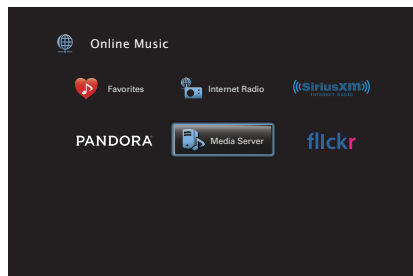 Online Music
Favorites
Internet Radio
((SiriusXM))
INTERNET RADIO
PANDORA
Media Server
flickr